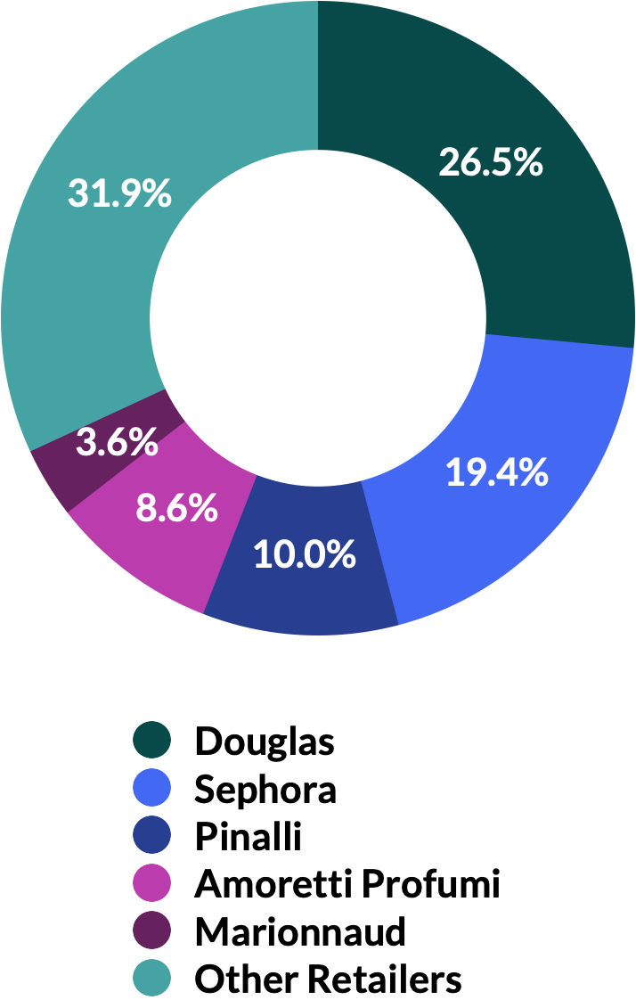 26.5%
31.9%
3.6%
19.4%
8.6%
10.0%
Douglas
Sephora
Pinalli
Amoretti Profumi
Marionnaud
Other Retailers